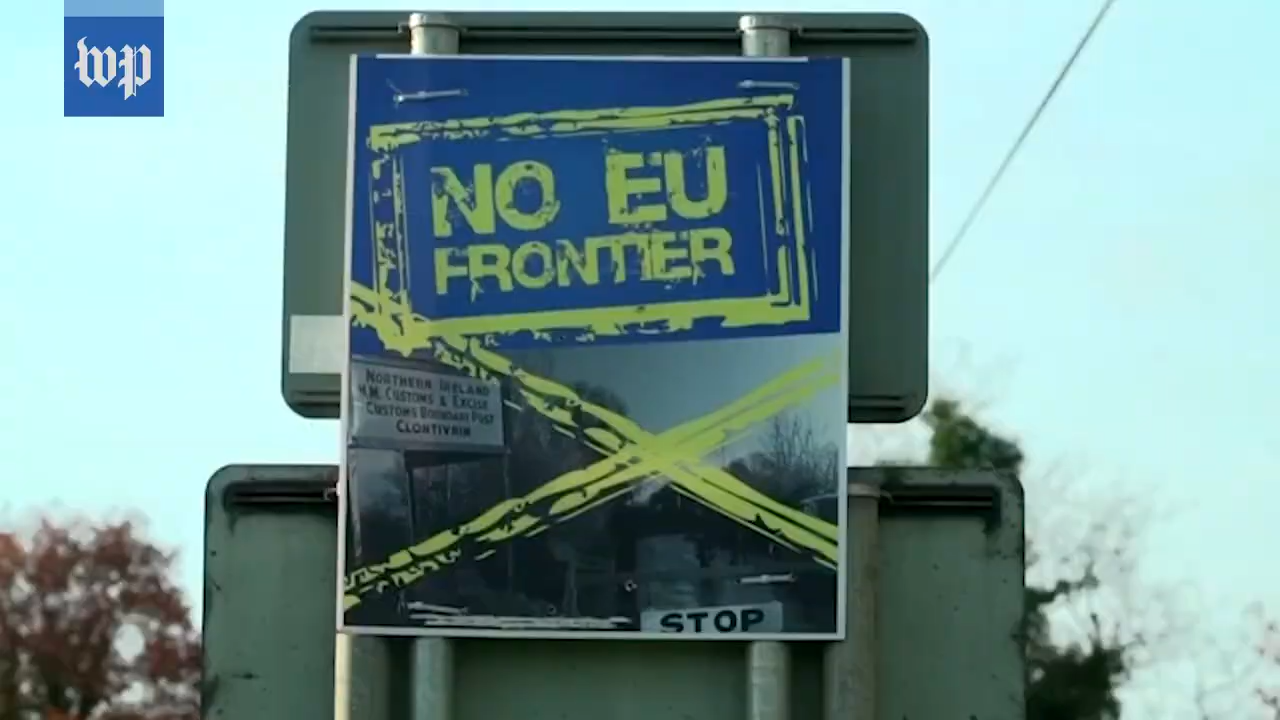 wp
NO EU
FRONTIER
NORTHERN IRELAND
H.M. CUSTOMS & EXCISE
CUSTOMS BOUNDARY POST
CLONTIVRIN
STOP